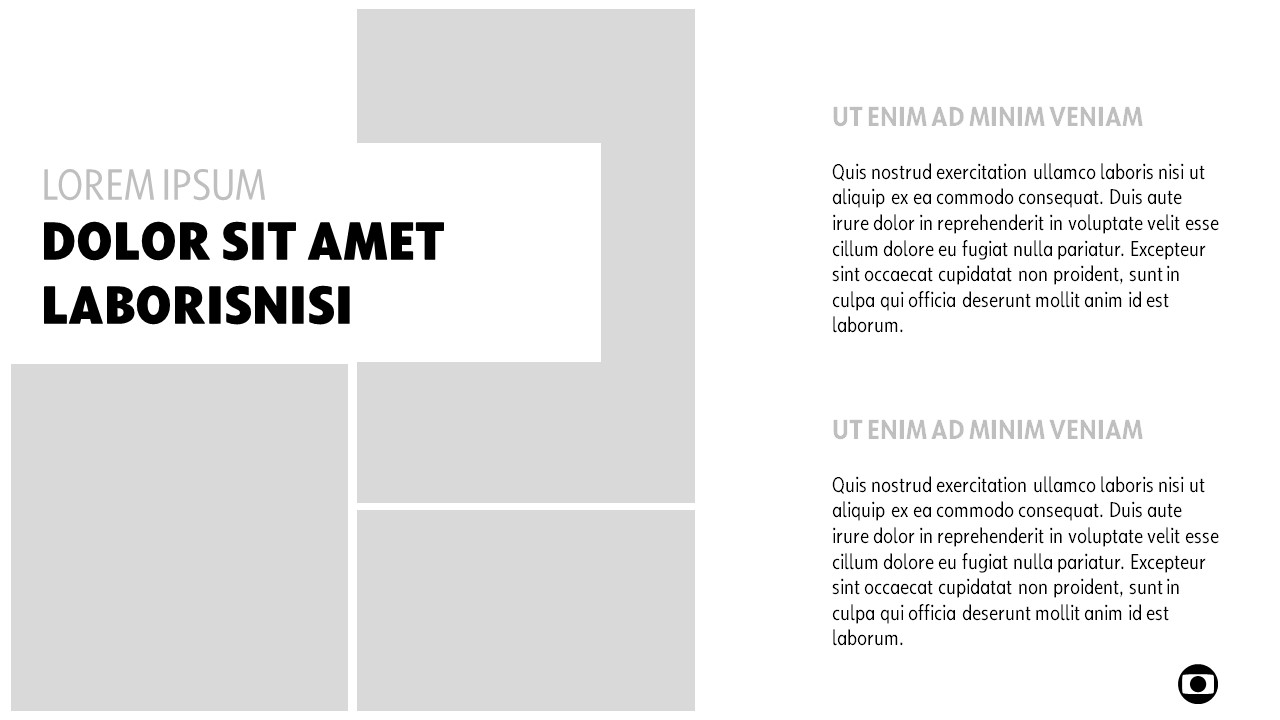 LOREM IPSUM
DOLOR SIT AMET
LABORISNISI
UT ENIM AD MINIM VENIAM
Quis nostrud exercitation ullamco laboris nisi ut
aliquip ex ea commodo consequat. Duis aute
irure dolor in reprehenderit in voluptate velit esse
cillum dolore eu fugiat nulla pariatur. Excepteur
sint occaecat cupidatat non proident, sunt in
culpa qui officia deserunt mollit anim id est
laborum.
UT ENIM AD MINIM VENIAM
Quis nostrud exercitation ullamco laboris nisi ut
aliquip ex ea commodo consequat. Duis aute
irure dolor in reprehenderit in voluptate velit esse
cillum dolore eu fugiat nulla pariatur. Excepteur
sint occaecat cupidatat non proident, sunt in
culpa qui officia deserunt mollit anim id est
laborum.